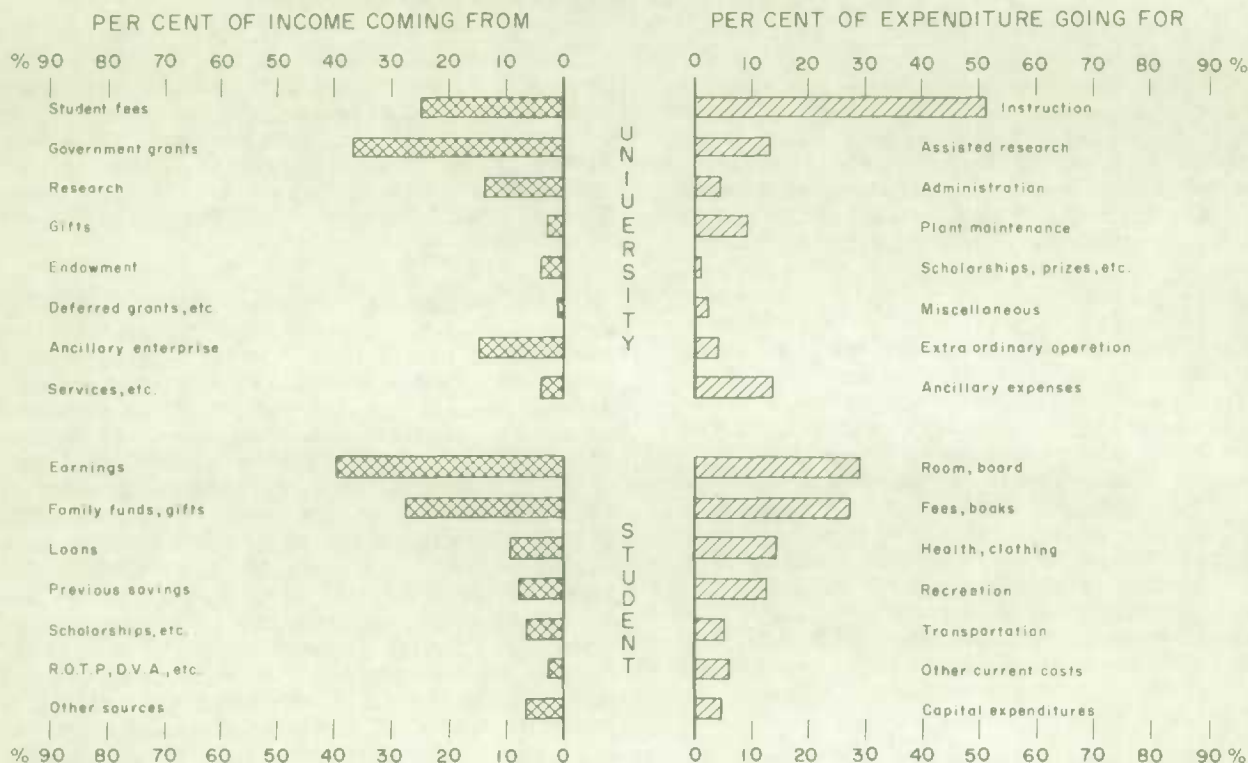 PER CENT OF INCOME COMING FROM
PER CENT OF EXPENDITURE GOING FOR
% 90 80 70 60 50 40 30 20 10 0
0 10 20 30 40 50 60 70 80 90 %
UNIUERSITY
Student fees
Instruction
Government grants
Assisted research
Research
Administration
Gifts
Plant maintenance
Endowment
Scholarships, prizes, etc.
Deferred grants, etc
Miscellaneous
Ancillary enterprise
Extra ordinary operation
Services, etc.
Ancillary expenses
STUDENT
Earnings
Room, board
Family funds, gifts
Fees, books
Loans
Health, clothing
Previous savings
Recreation
Scholarships, etc.
Transportation
R.O.T.P, D.V.A., etc.
Other current costs
Other sources
Capital expenditures
% 90 80 70 60 50 40 30 20 10 0
0 10 20 30 40 50 60 70 80 90 %